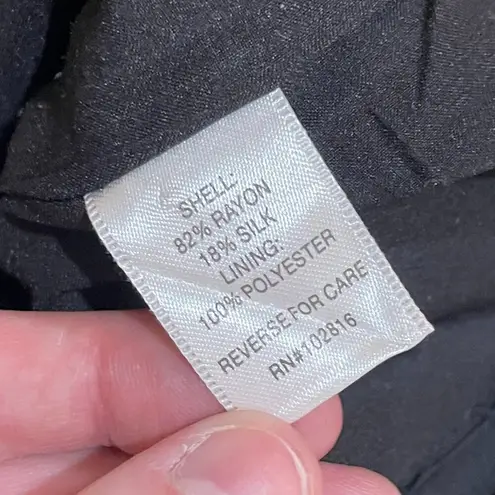 SHELL:
82% RAYON
18% SILK
LINING:
100% POLYESTER
REVERSE FOR CARE
RN#102816